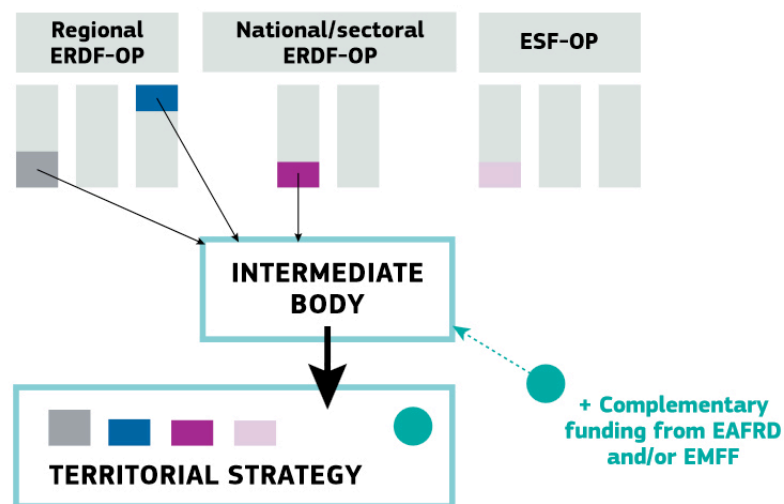 Regional
ERDF-OP
National/sectoral
ERDF-OP
ESF-OP
INTERMEDIATE
BODY
+ Complementary
funding from EAFRD
and/or EMFF
TERRITORIAL STRATEGY